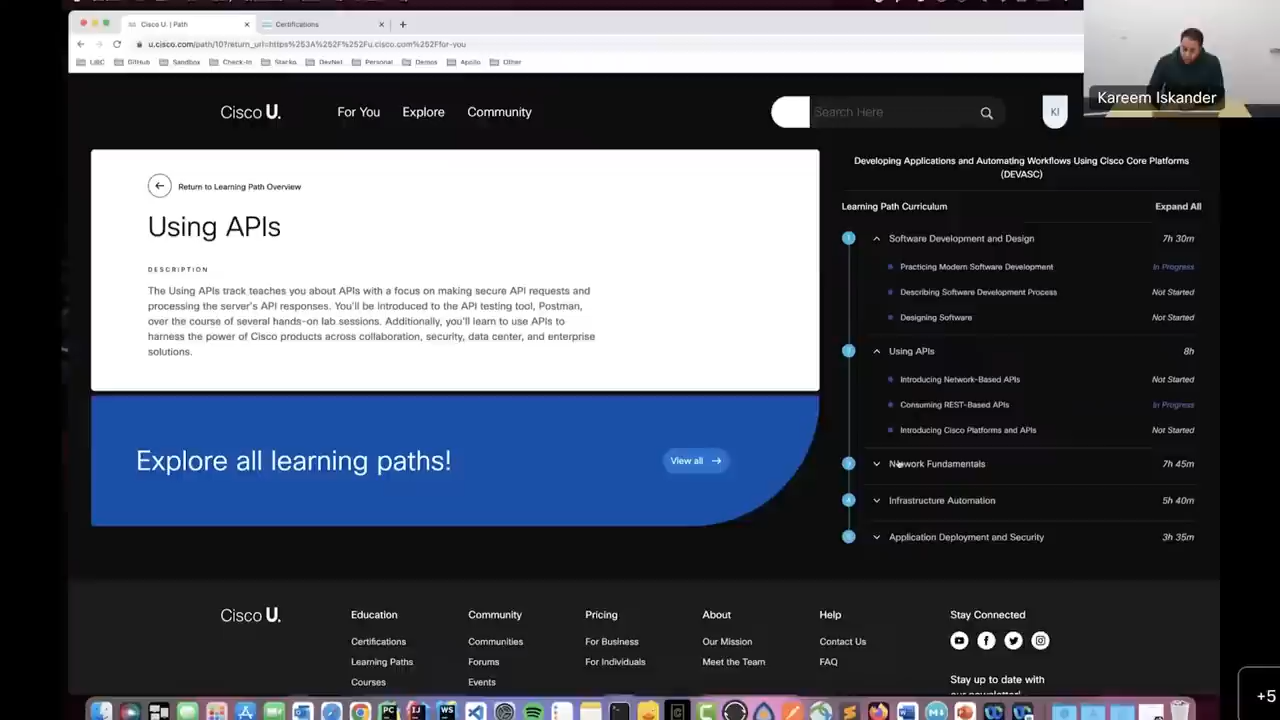 Cisco U. | Path
Certifications
u.cisco.com/path/10?return_url=https%253A%252F%252Fu.cisco.com%252Ffor-you
GitHub
Sandbox
Check-In
DevNet
Personal
Demos
Apollo
Other
Kareem Iskander
Cisco U.
For You
Explore
Community
Search Here
KI
Return to Learning Path Overview
Using APIs
DESCRIPTION
The Using APIs track teaches you about APIs with a focus on making secure API requests and
processing the server's API responses. You'll be introduced to the API testing tool, Postman,
over the course of several hands-on lab sessions. Additionally, you'll learn to use APIs to
harness the power of Cisco products across collaboration, security, data center, and enterprise
solutions.
Explore all learning paths!
View all
Developing Applications and Automating Workflows Using Cisco Core Platforms
(DEVASC)
Learning Path Curriculum
Expand All
Software Development and Design
7h 30m
Practicing Modern Software Development
In Progress
Describing Software Development Process
Not Started
Designing Software
Not Started
Using APIs
8h
Introducing Network-Based APIs
Not Started
Consuming REST-Based APIs
In Progress
Introducing Cisco Platforms and APIs
Not Started
Network Fundamentals
7h 45m
Infrastructure Automation
5h 40m
Application Deployment and Security
3h 35m
Cisco U.
Education
Certifications
Learning Paths
Courses
Community
Communities
Forums
Events
Pricing
For Business
For Individuals
About
Our Mission
Meet the Team
Help
Contact Us
FAQ
Stay Connected
Stay up to date with
our newsletter!
+5